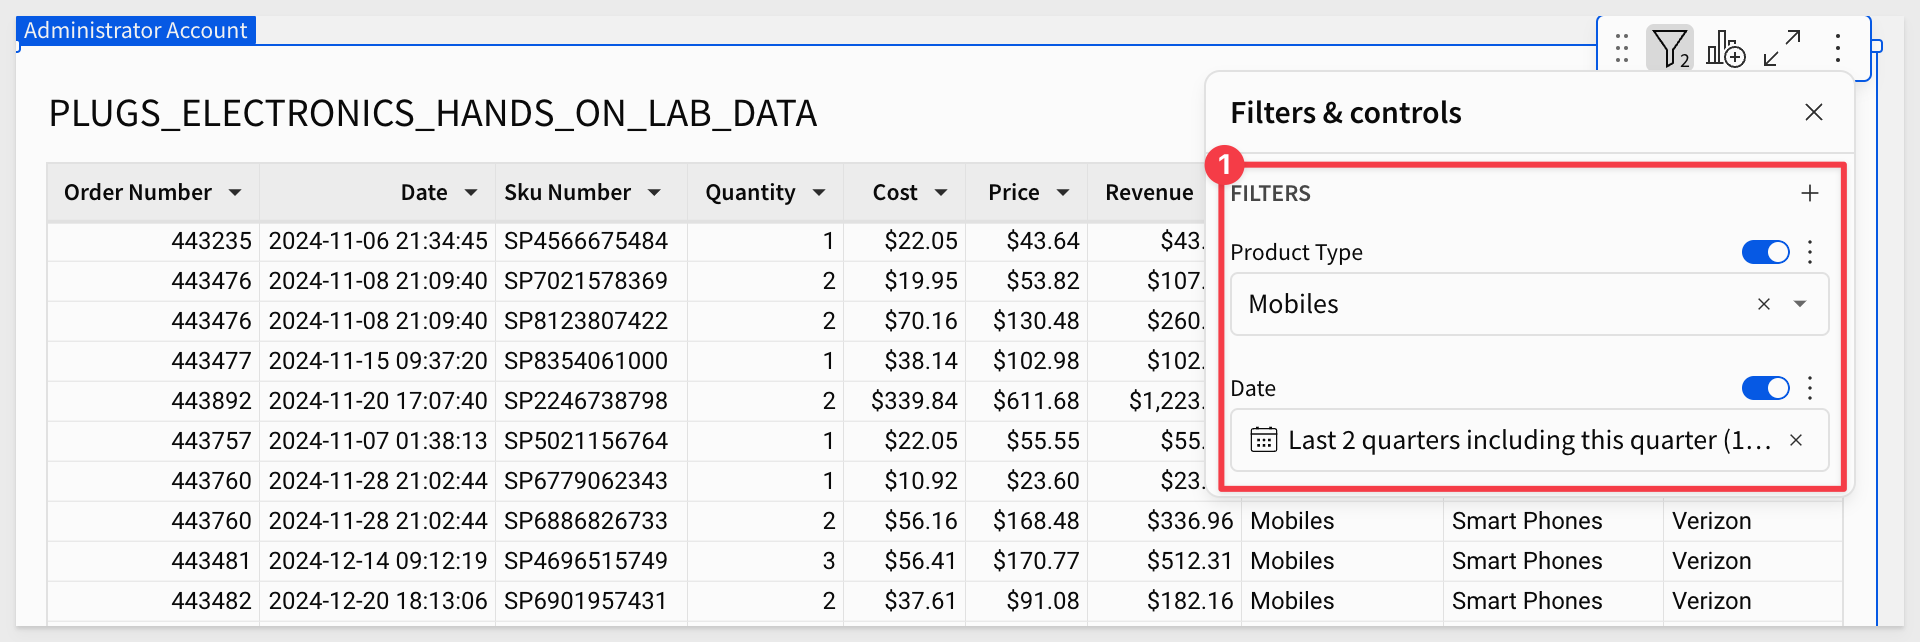 Administrator Account
2
PLUGS_ELECTRONICS_HANDS_ON_LAB_DATA
Filters & controls
1
FILTERS
Product Type
Mobiles
Date
Last 2 quarters including this quarter (1...
Order Number Date Sku Number Quantity Cost Price Revenue
443235 2024-11-06 21:34:45 SP4566675484 1 $22.05 $43.64 $43.
443476 2024-11-08 21:09:40 SP7021578369 2 $19.95 $53.82 $107.
443476 2024-11-08 21:09:40 SP8123807422 2 $70.16 $130.48 $260.
443477 2024-11-15 09:37:20 SP8354061000 1 $38.14 $102.98 $102.
443892 2024-11-20 17:07:40 SP2246738798 2 $339.84 $611.68 $1,223.
443757 2024-11-07 01:38:13 SP5021156764 1 $22.05 $55.55 $55.
443760 2024-11-28 21:02:44 SP6779062343 1 $10.92 $23.60 $23.
443760 2024-11-28 21:02:44 SP6886826733 2 $56.16 $168.48 $336.96 Mobiles Smart Phones Verizon
443481 2024-12-14 09:12:19 SP4696515749 3 $56.41 $170.77 $512.31 Mobiles Smart Phones Verizon
443482 2024-12-20 18:13:06 SP6901957431 2 $37.61 $91.08 $182.16 Mobiles Smart Phones Verizon